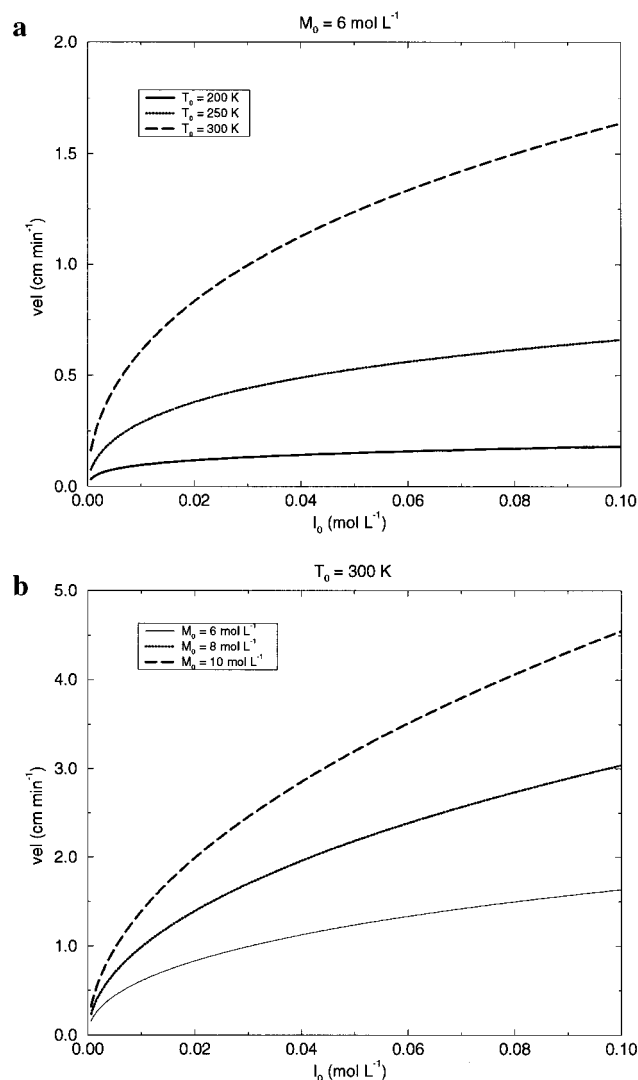 a
M₀ = 6 mol L⁻¹
2.0
T₀ = 200 K
T₀ = 250 K
T₀ = 300 K
1.5
vel (cm min⁻¹)
1.0
0.5
0.0
0.00 0.02 0.04 0.06 0.08 0.10
I₀ (mol L⁻¹)
b
T₀ = 300 K
5.0
M₀ = 6 mol L⁻¹
M₀ = 8 mol L⁻¹
M₀ = 10 mol L⁻¹
4.0
3.0
vel (cm min⁻¹)
2.0
1.0
0.0
0.00 0.02 0.04 0.06 0.08 0.10
I₀ (mol L⁻¹)